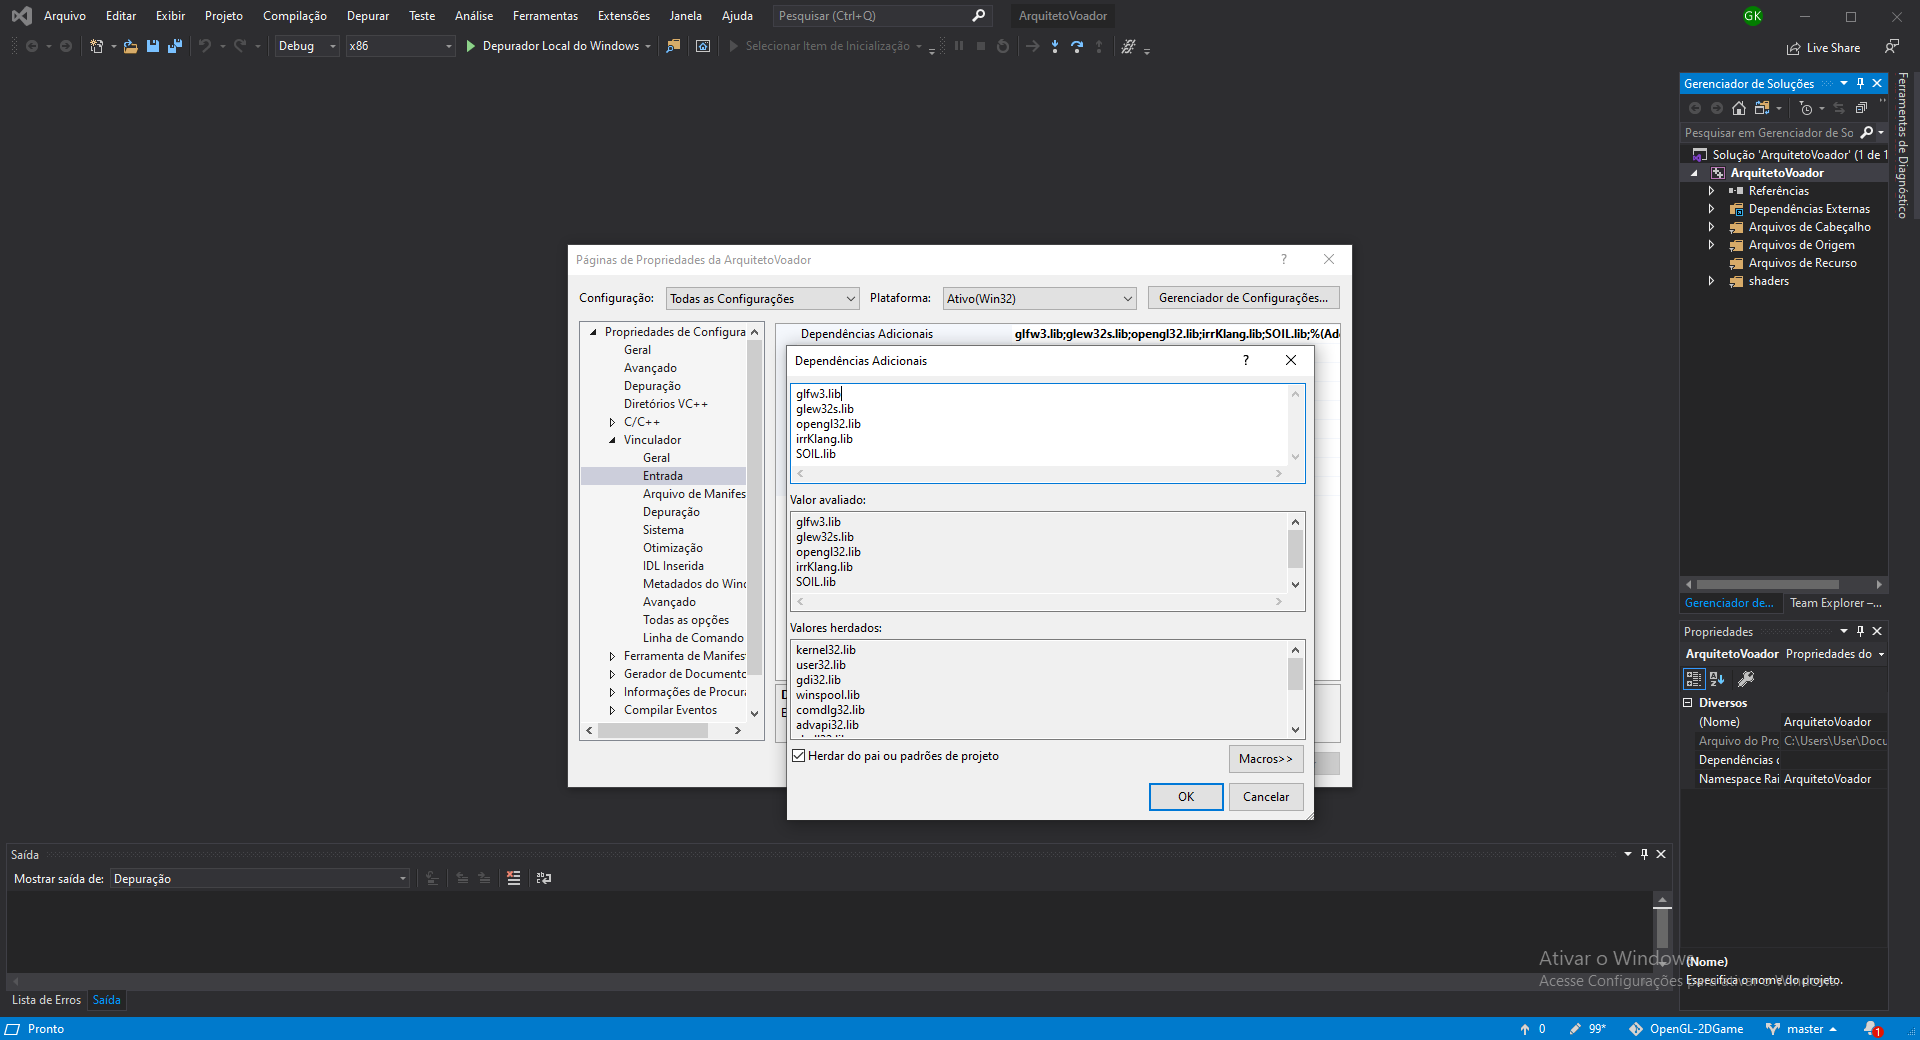 Arquivo Editar Exibir Projeto Compilação Depurar Teste Análise Ferramentas Extensões Janela Ajuda Pesquisar (Ctrl+Q) ArquitetoVoador GK
Debug x86 Depurador Local do Windows Selecionar Item de Inicialização Live Share
Gerenciador de Soluções
Pesquisar em Gerenciador de So
Solução 'ArquitetoVoador' (1 de 1
ArquitetoVoador
Referências
Dependências Externas
Arquivos de Cabeçalho
Arquivos de Origem
Arquivos de Recurso
shaders
Ferramentas de Diagnóstico
Gerenciador de... Team Explorer –...
Páginas de Propriedades da ArquitetoVoador ?
Configuração: Todas as Configurações Plataforma: Ativo(Win32) Gerenciador de Configurações...
Propriedades de Configura
Geral
Avançado
Depuração
Diretórios VC++
C/C++
Vinculador
Geral
Entrada
Arquivo de Manifes
Depuração
Sistema
Otimização
IDL Inserida
Metadados do Wind
Avançado
Todas as opções
Linha de Comando
Ferramenta de Manifes
Gerador de Documento
Informações de Procura
Compilar Eventos
Dependências Adicionais glfw3.lib;glew32s.lib;opengl32.lib;irrKlang.lib;SOIL.lib;%(Ad
Dependências Adicionais ?
glfw3.lib
glew32s.lib
opengl32.lib
irrKlang.lib
SOIL.lib
Valor avaliado:
glfw3.lib
glew32s.lib
opengl32.lib
irrKlang.lib
SOIL.lib
Valores herdados:
kernel32.lib
user32.lib
gdi32.lib
winspool.lib
comdlg32.lib
advapi32.lib
Herdar do pai ou padrões de projeto
Macros>>
OK Cancelar
Propriedades
ArquitetoVoador Propriedades do
Diversos
(Nome) ArquitetoVoador
Arquivo do Pro C:\Users\User\Docu
Dependências d
Namespace Rai ArquitetoVoador
(Nome)
Especifica o nome do projeto.
Saída
Mostrar saída de: Depuração
Ativar o Windows
Acesse Configurações para ativar o Windows.
Lista de Erros Saída
Pronto 0 99* OpenGL-2DGame master 1